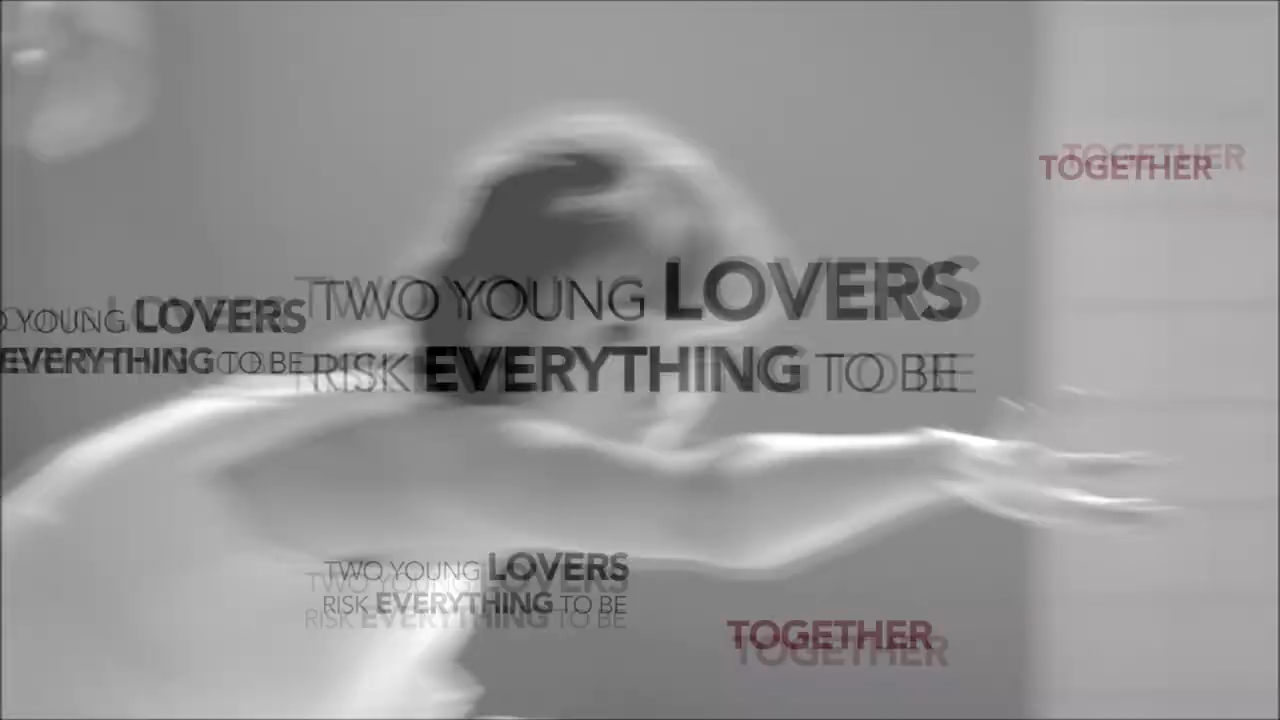 TOGETHER
TWO YOUNG LOVERS
RISK EVERYTHING TO BE
YOUNG LOVERS
EVERYTHING TO BE
TWO YOUNG LOVERS
RISK EVERYTHING TO BE
TOGETHER